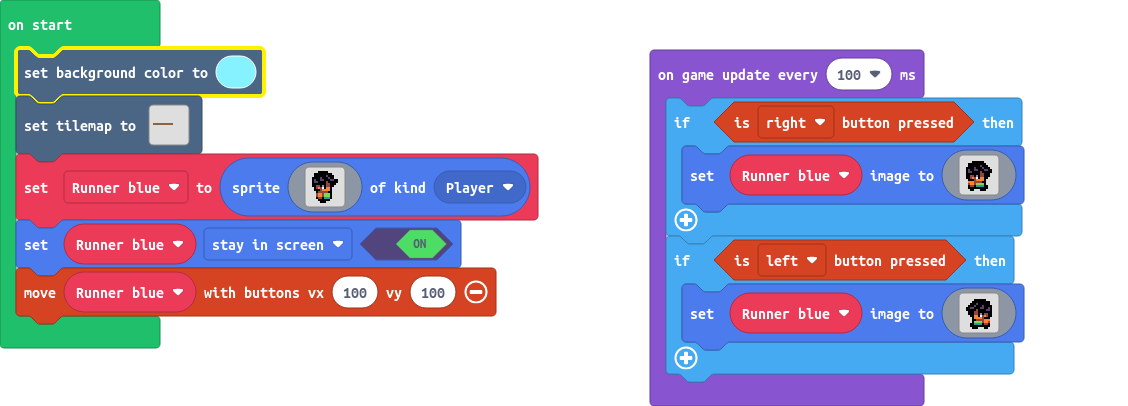 on start
set background color to
set tilemap to
set Runner blue to sprite of kind Player
set Runner blue stay in screen ON
move Runner blue with buttons vx 100 vy 100
on game update every 100 ms
if is right button pressed then
set Runner blue image to
if is left button pressed then
set Runner blue image to